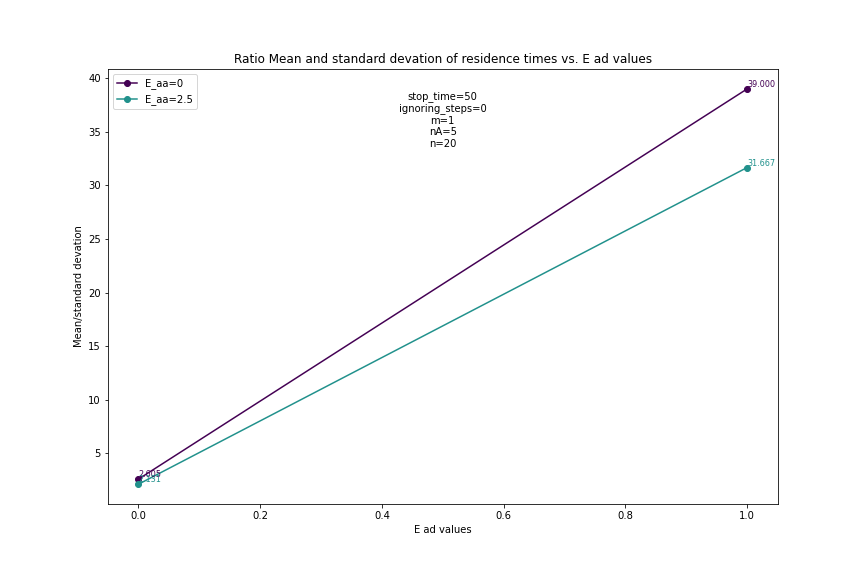 Ratio Mean and standard devation of residence times vs. E ad values
E_aa=0
E_aa=2.5
stop_time=50
ignoring_steps=0
m=1
nA=5
n=20
39.000
31.667
2.605
40
35
30
25
20
15
10
5
Mean/standard devation
0.0 0.2 0.4 0.6 0.8 1.0
E ad values